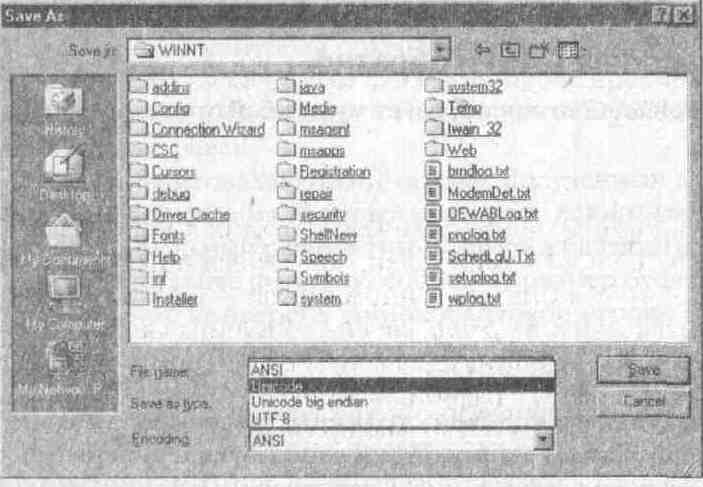 Save As
Save in: WINNT
History
Desktop
My Documents
My Computer
My Network P...
addins
Config
Connection Wizard
CSC
Cursors
debug
Driver Cache
Fonts
Help
inf
Installer
java
Media
msagent
msapps
Registration
repair
security
ShellNew
Speech
Symbols
system
system32
Temp
twain_32
Web
brndlog.txt
ModemDet.txt
OEWABLog.txt
pnplog.txt
SchedLgU.Txt
setuplog.txt
wplog.txt
File name:
ANSI
Unicode
Unicode big endian
UTF-8
Save as type:
Encoding: ANSI
Save
Cancel